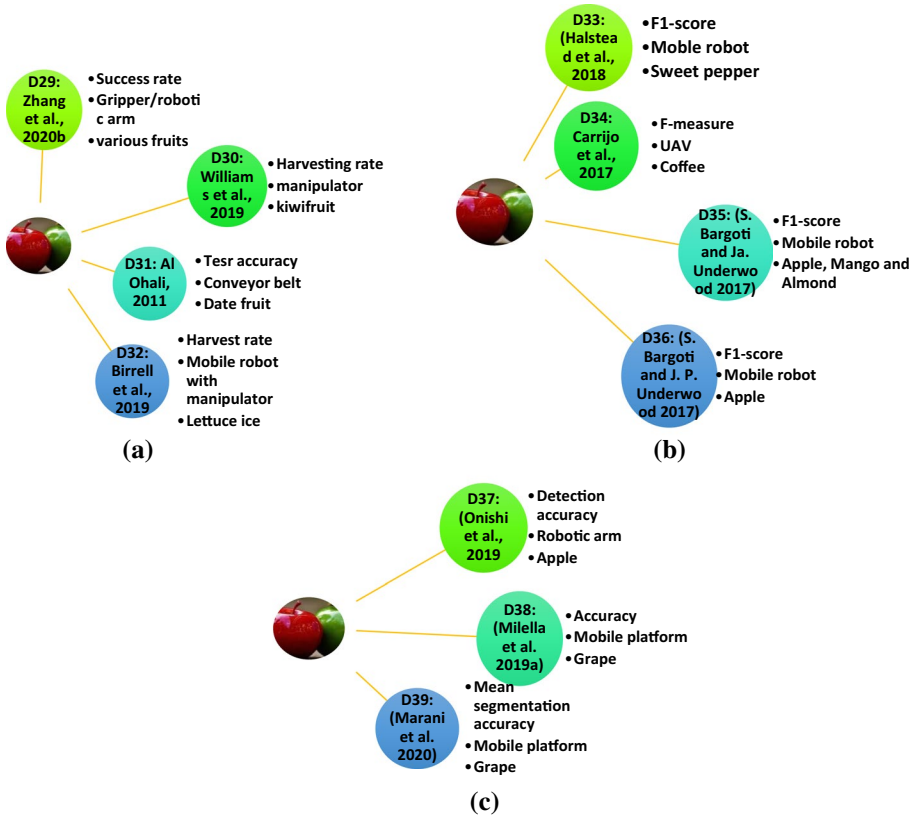 D29:
Zhang
et al.,
2020b
•Success rate
•Gripper/roboti
c arm
•various fruits
D30:
William
s et al.,
2019
•Harvesting rate
•manipulator
•kiwifruit
D31: Al
Ohali,
2011
•Tesr accuracy
•Conveyor belt
•Date fruit
D32:
Birrell
et al.,
2019
•Harvest rate
•Mobile robot
with
manipulator
•Lettuce ice
(a)
D33:
(Halstea
d et al.,
2018
•F1-score
•Moble robot
•Sweet pepper
D34:
Carrijo
et al.,
2017
•F-measure
•UAV
•Coffee
D35: (S.
Bargoti
and Ja.
Underwo
od 2017)
•F1-score
•Mobile robot
•Apple, Mango and
Almond
D36: (S.
Bargoti
and J. P.
Underwo
od 2017)
•F1-score
•Mobile robot
•Apple
(b)
D37:
(Onishi
et al.,
2019
•Detection
accuracy
•Robotic arm
•Apple
D38:
(Milella
et al.
2019a)
•Accuracy
•Mobile platform
•Grape
D39:
(Marani
et al.
2020)
•Mean
segmentation
accuracy
•Mobile platform
•Grape
(c)